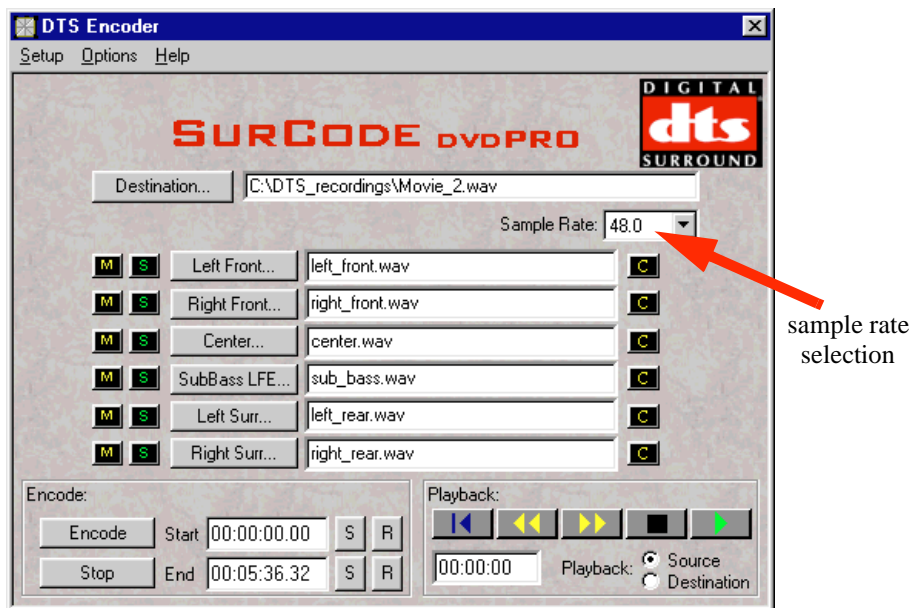 DTS Encoder
Setup Options Help
DIGITAL
dts
SURROUND
SURCODE DVDPRO
Destination... C:\DTS_recordings\Movie_2.wav
Sample Rate: 48.0
M S Left Front... left_front.wav C
M S Right Front... right_front.wav C
sample rate
selection
M S Center... center.wav C
M S SubBass LFE... sub_bass.wav C
M S Left Surr... left_rear.wav C
M S Right Surr... right_rear.wav C
Encode:
Encode Start 00:00:00.00 S R
Stop End 00:05:36.32 S R
Playback:
00:00:00 Playback: Source
Destination